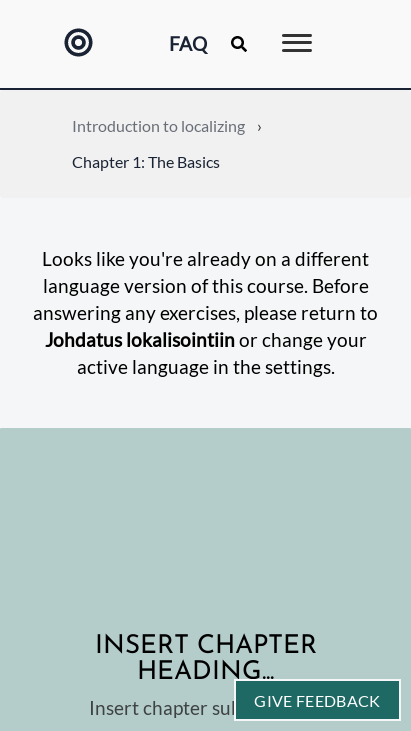 FAQ
Introduction to localizing ›
Chapter 1: The Basics
Looks like you're already on a different
language version of this course. Before
answering any exercises, please return to
Johdatus lokalisointiin or change your
active language in the settings.
INSERT CHAPTER
HEADING...
Insert chapter
GIVE FEEDBACK